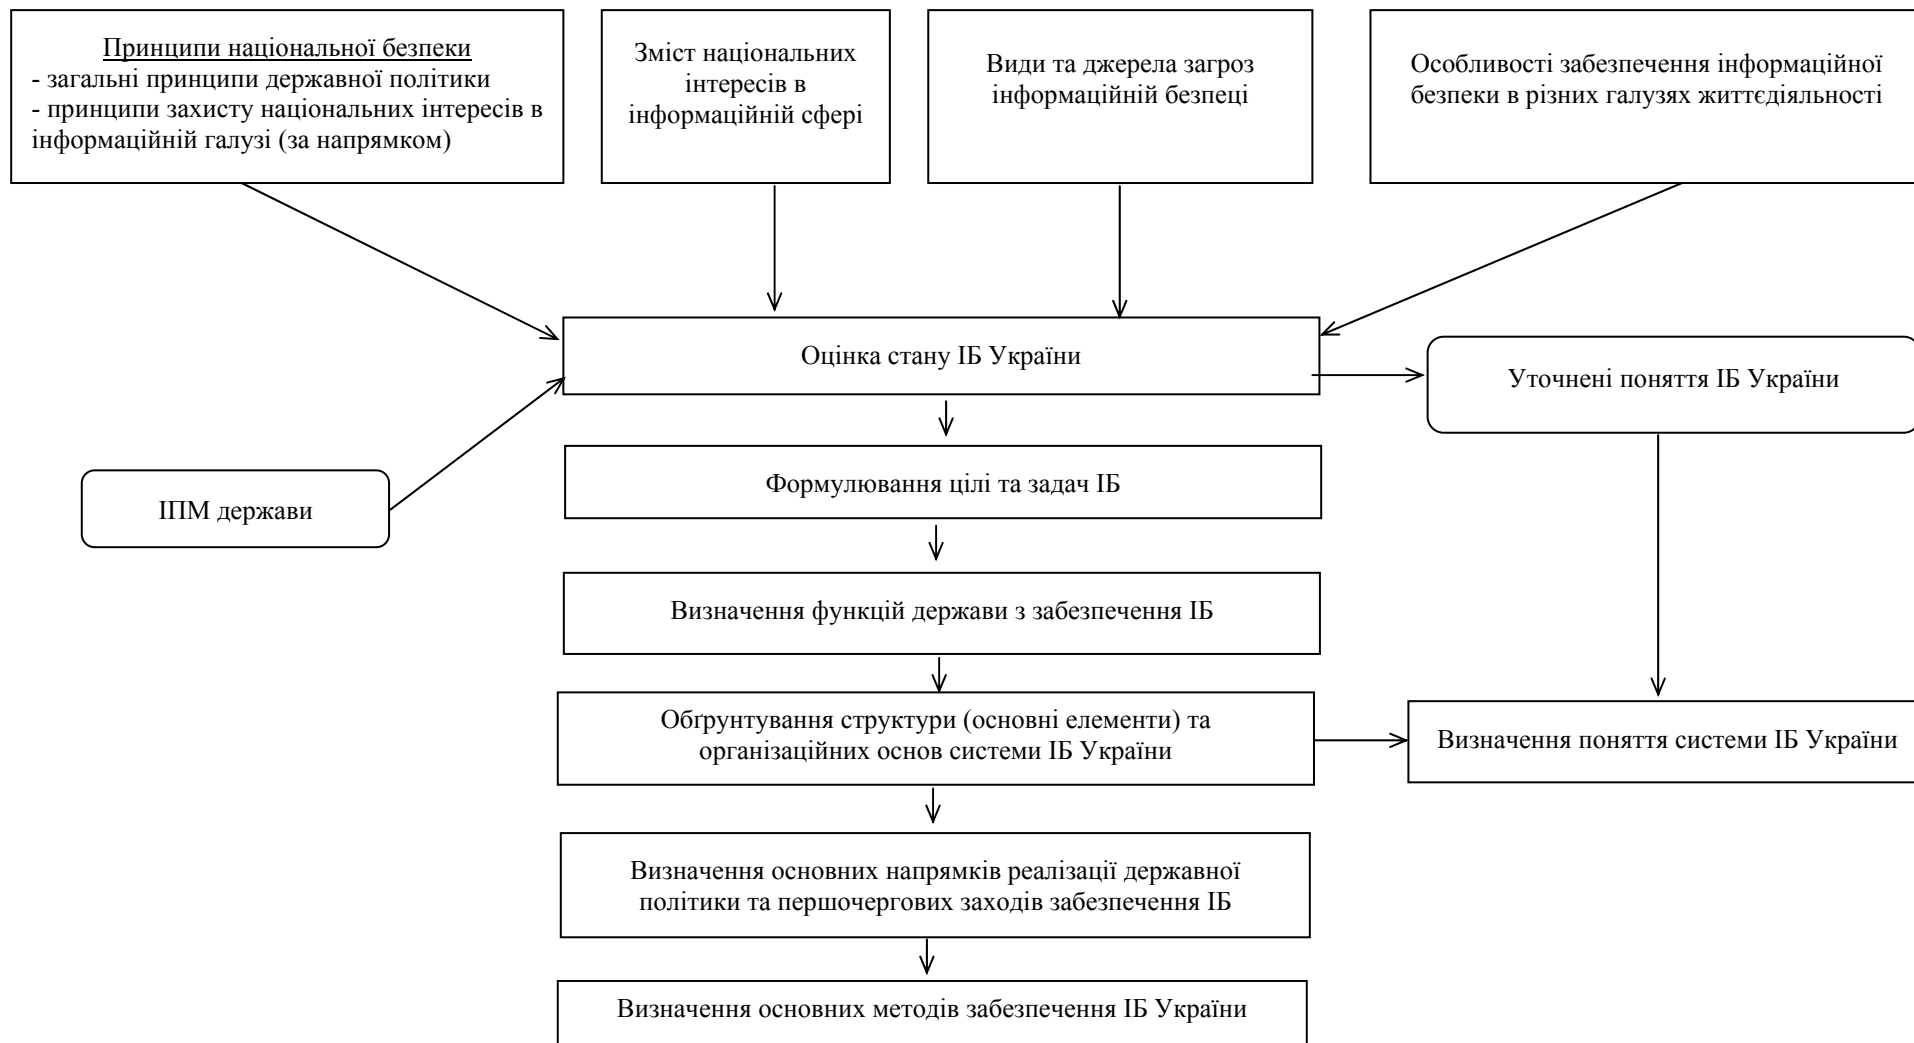 Принципи національної безпеки
- загальні принципи державної політики
- принципи захисту національних інтересів в
інформаційній галузі (за напрямком)
Зміст національних
інтересів в
інформаційній сфері
Види та джерела загроз
інформаційній безпеці
Особливості забезпечення інформаційної
безпеки в різних галузях життєдіяльності
Оцінка стану ІБ України
Уточнені поняття ІБ України
Формулювання цілі та задач ІБ
ІПМ держави
Визначення функцій держави з забезпечення ІБ
Обґрунтування структури (основні елементи) та
організаційних основ системи ІБ України
Визначення поняття системи ІБ України
Визначення основних напрямків реалізації державної
політики та першочергових заходів забезпечення ІБ
Визначення основних методів забезпечення ІБ України